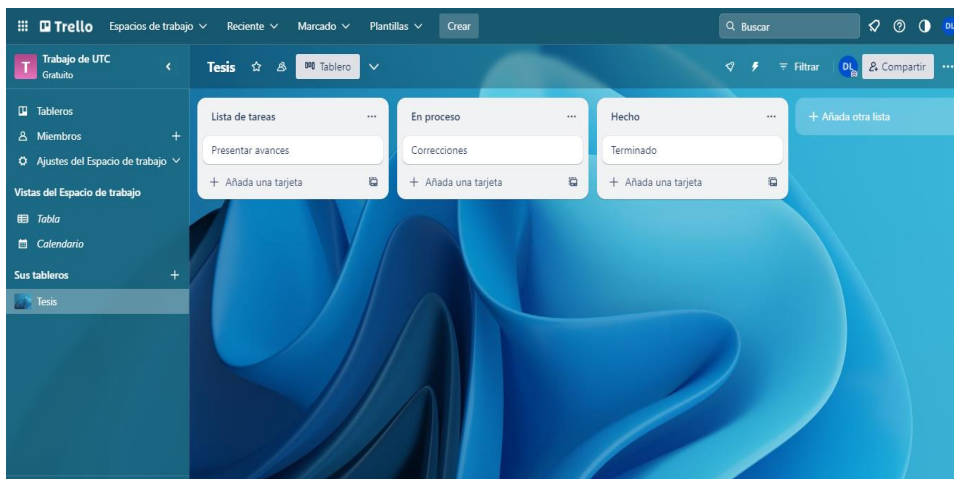 Trello Espacios de trabajo Reciente Marcado Plantillas Crear Buscar DL
T Trabajo de UTC
Gratuito
Tesis Tablero Filtrar DL Compartir
Tableros
Miembros
Ajustes del Espacio de trabajo
Vistas del Espacio de trabajo
Tabla
Calendario
Sus tableros
Tesis
Lista de tareas
Presentar avances
+ Añada una tarjeta
En proceso
Correcciones
+ Añada una tarjeta
Hecho
Terminado
+ Añada una tarjeta
+ Añada otra lista